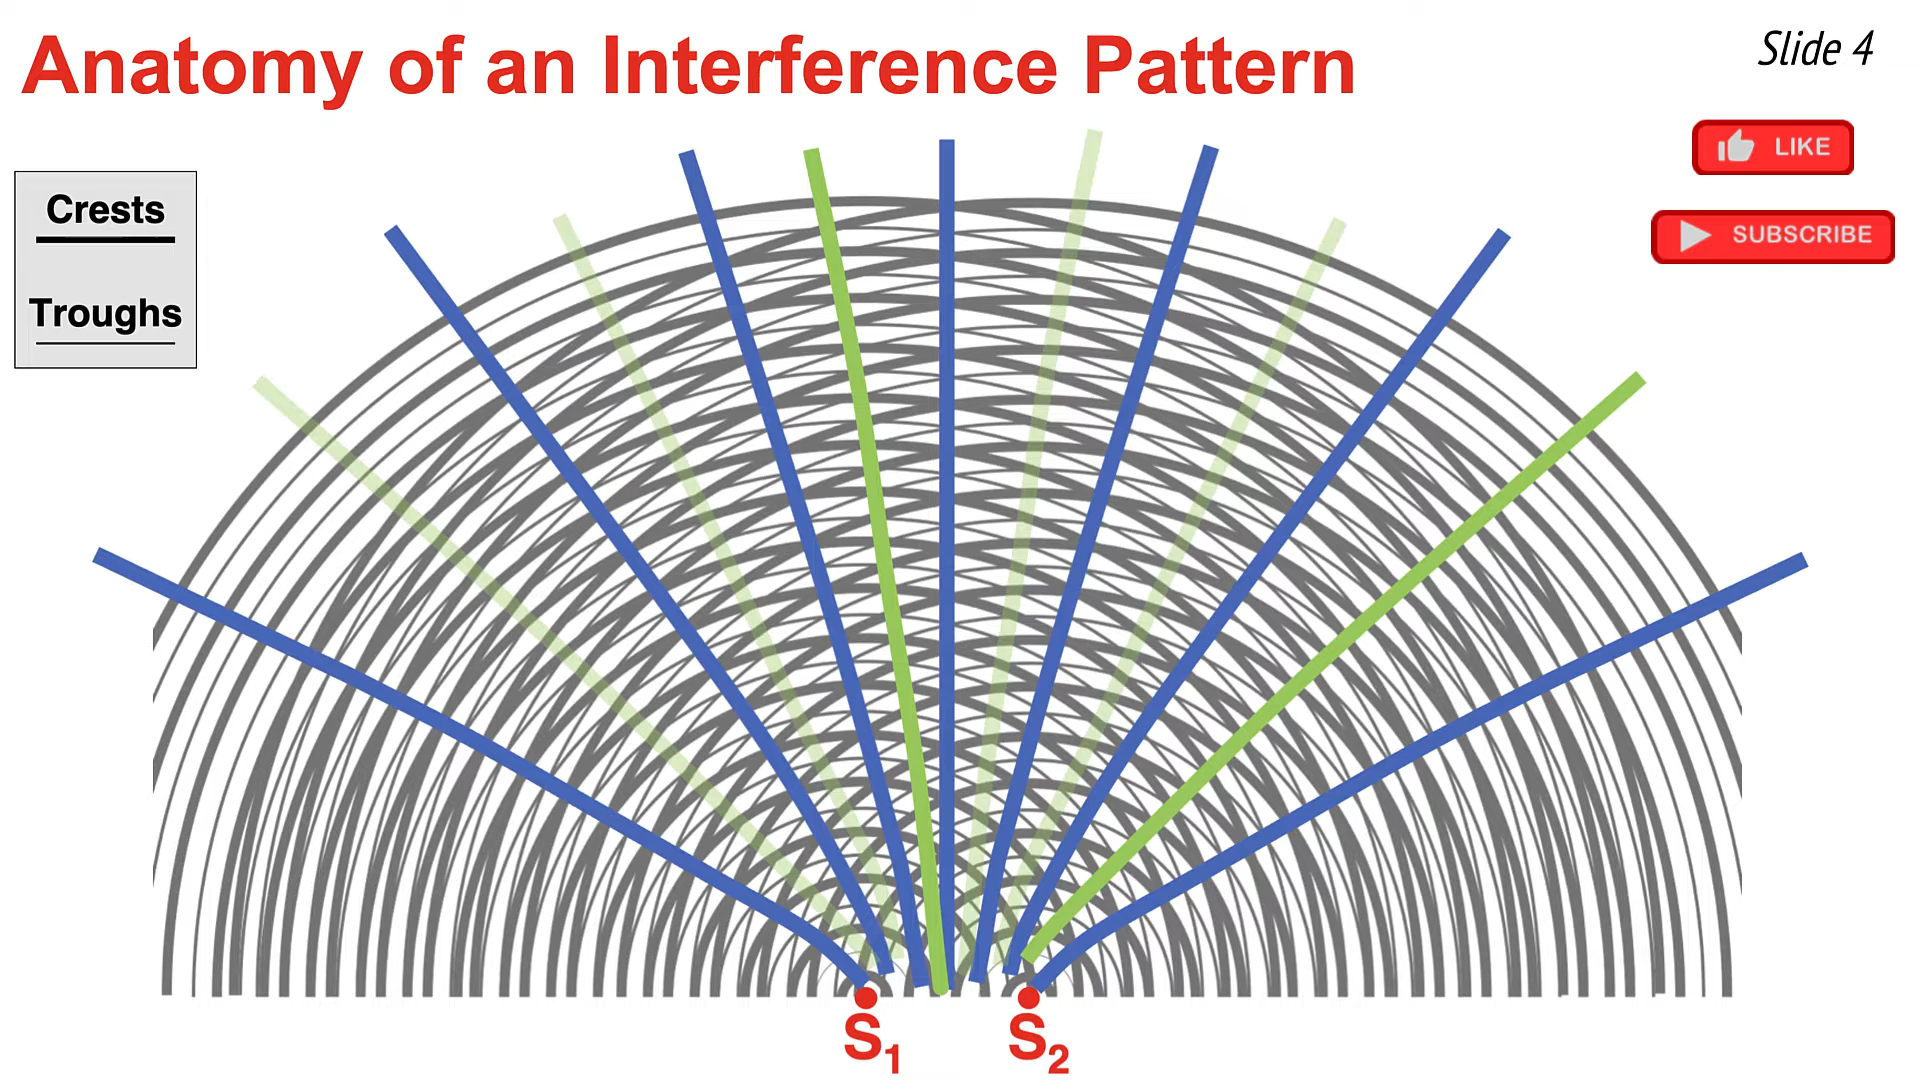 Anatomy of an Interference Pattern
Slide 4
LIKE
SUBSCRIBE
Crests
Troughs
S1
S2